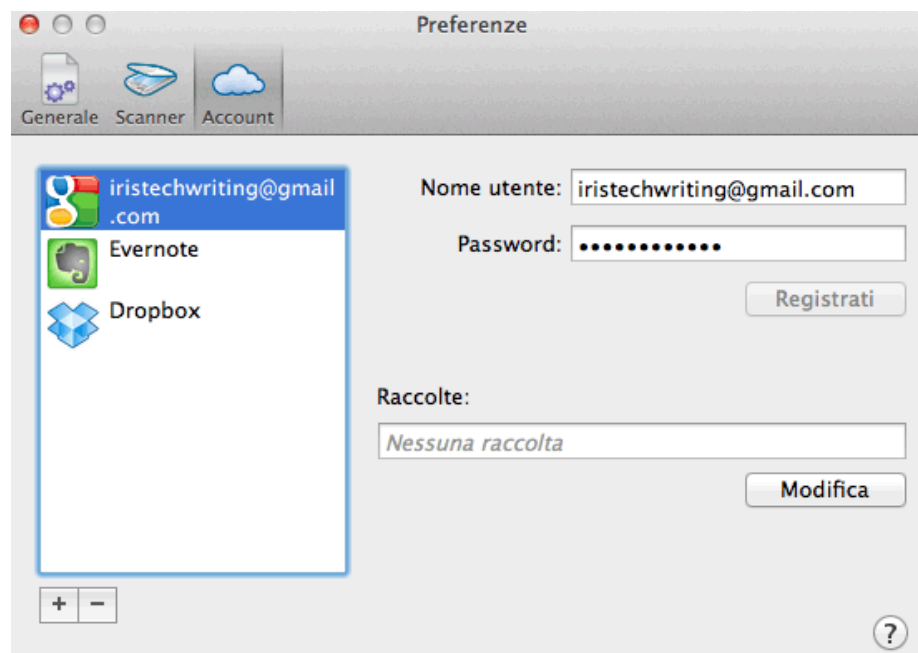 Preferenze
Generale Scanner Account
iristechwriting@gmail
.com
Evernote
Dropbox
Nome utente: iristechwriting@gmail.com
Password: ••••••••••••
Registrati
Raccolte:
Nessuna raccolta
Modifica
+ −
?